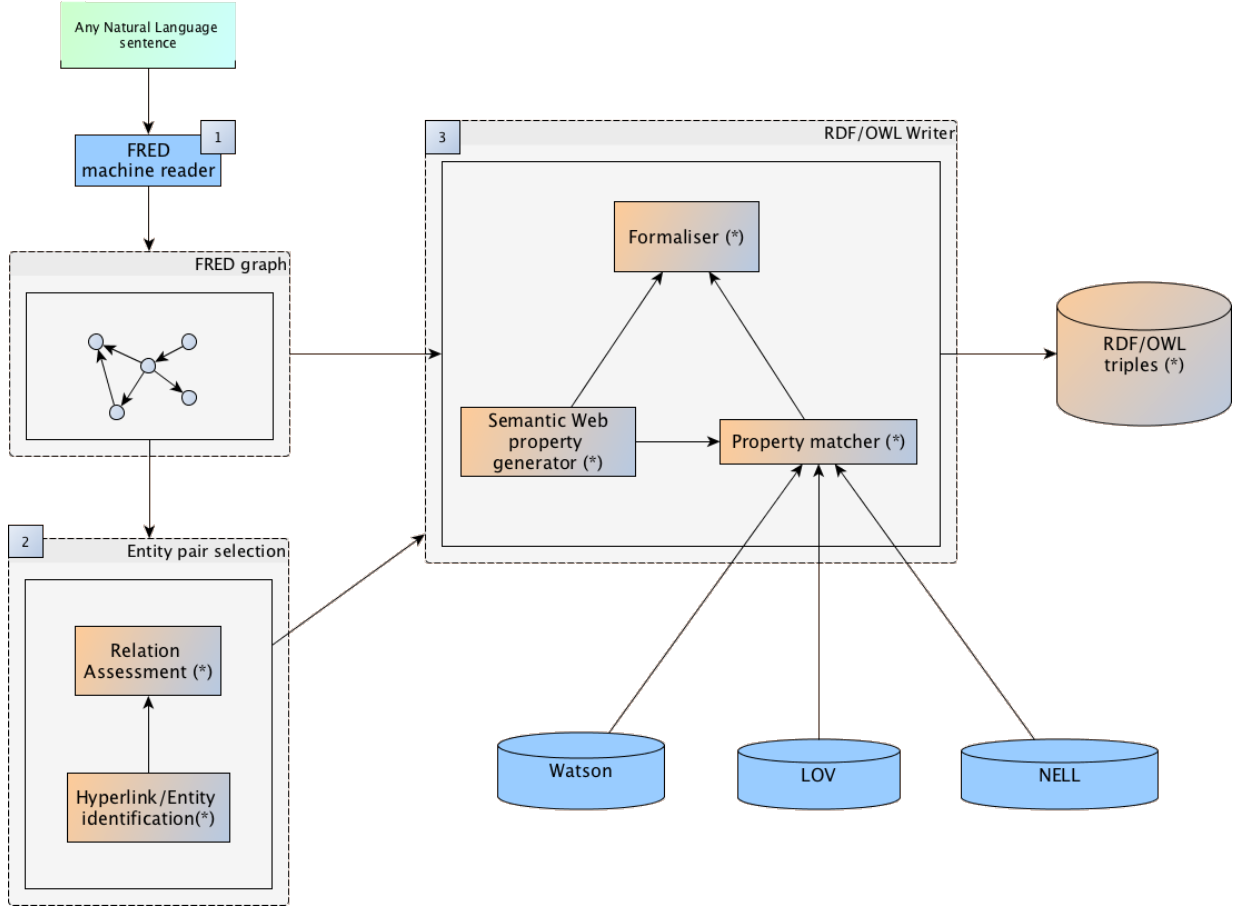 Any Natural Language
sentence
1
FRED
machine reader
FRED graph
2
Entity pair selection
Relation
Assessment (*)
Hyperlink/Entity
identification(*)
3
RDF/OWL Writer
Formaliser (*)
Semantic Web
property
generator (*)
Property matcher (*)
RDF/OWL
triples (*)
Watson
LOV
NELL